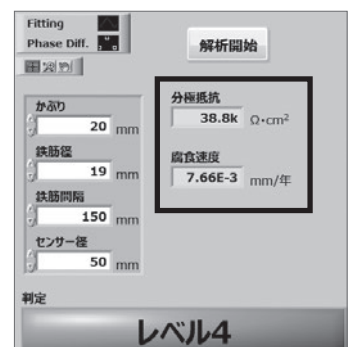 Fitting
Phase Diff.
解析開始
かぶり
20 mm
鉄筋径
19 mm
鉄筋間隔
150 mm
センサー径
50 mm
分極抵抗
38.8k Ω・cm²
腐食速度
7.66E-3 mm/年
判定
レベル4